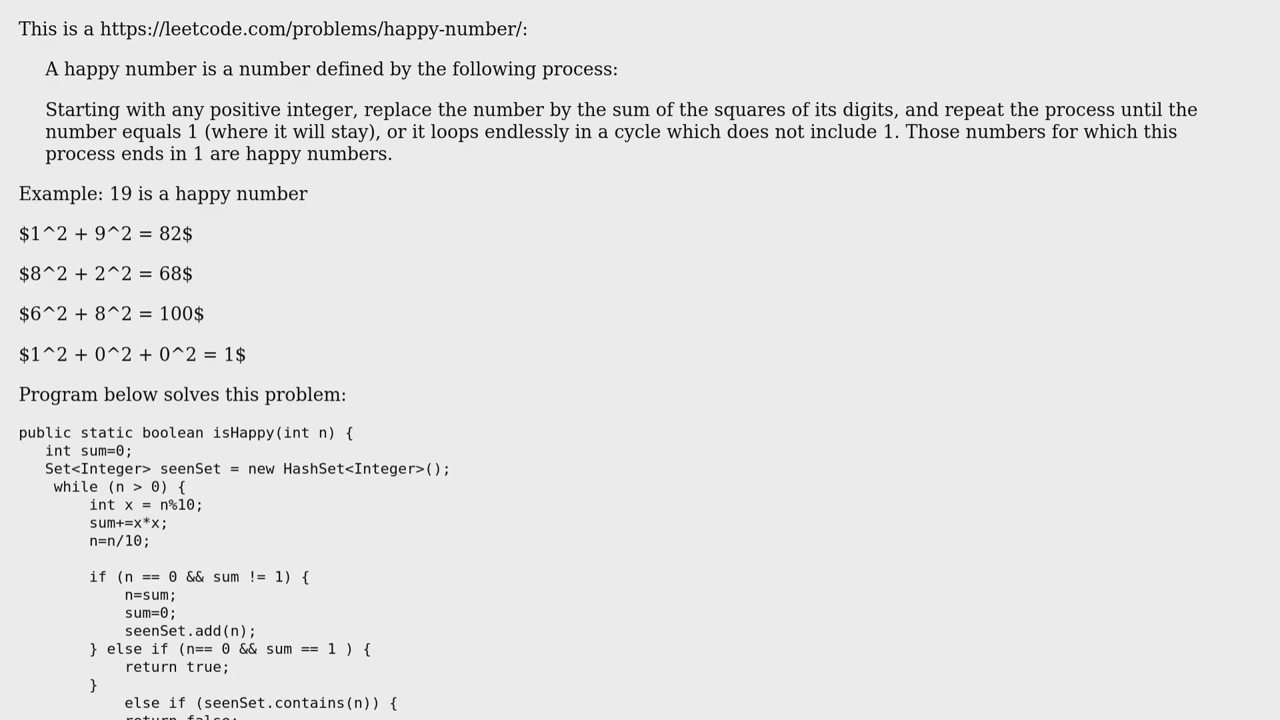 This is a https://leetcode.com/problems/happy-number/:
A happy number is a number defined by the following process:
Starting with any positive integer, replace the number by the sum of the squares of its digits, and repeat the process until the
number equals 1 (where it will stay), or it loops endlessly in a cycle which does not include 1. Those numbers for which this
process ends in 1 are happy numbers.
Example: 19 is a happy number
$1^2 + 9^2 = 82$
$8^2 + 2^2 = 68$
$6^2 + 8^2 = 100$
$1^2 + 0^2 + 0^2 = 1$
Program below solves this problem:
public static boolean isHappy(int n) {
int sum=0;
Set<Integer> seenSet = new HashSet<Integer>();
while (n > 0) {
int x = n%10;
sum+=x*x;
n=n/10;
if (n == 0 && sum != 1) {
n=sum;
sum=0;
seenSet.add(n);
} else if (n== 0 && sum == 1 ) {
return true;
}
else if (seenSet.contains(n)) {
return false;